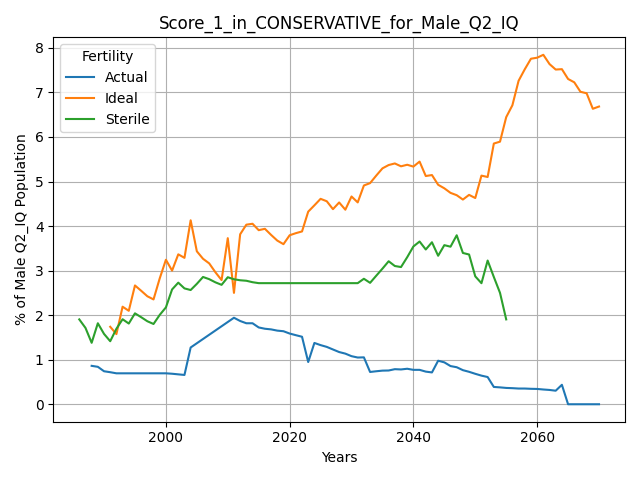 Score_1_in_CONSERVATIVE_for_Male_Q2_IQ
Fertility
Actual
Ideal
Sterile
% of Male Q2_IQ Population
8
7
6
5
4
3
2
1
0
2000
2020
2040
2060
Years